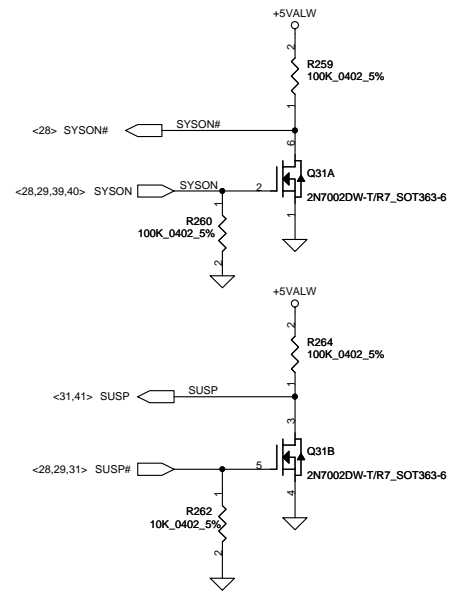 +5VALW
2
R259
100K_0402_5%
1
<28> SYSON#
SYSON#
6
Q31A
<28,29,39,40> SYSON
SYSON
2
2N7002DW-T/R7_SOT363-6
1
1
R260
100K_0402_5%
2
+5VALW
2
R264
100K_0402_5%
1
<31,41> SUSP
SUSP
3
Q31B
<28,29,31> SUSP#
5
2N7002DW-T/R7_SOT363-6
4
1
R262
10K_0402_5%
2